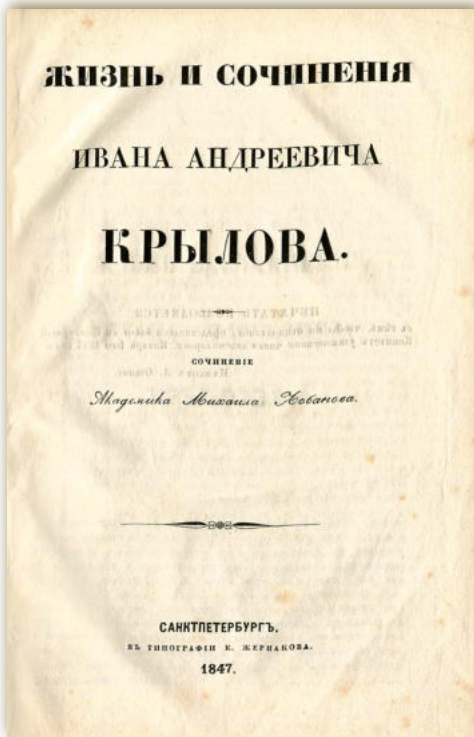 ЖИЗНЬ И СОЧИНЕНІЯ
ИВАНА АНДРЕЕВИЧА
КРЫЛОВА.
СОЧИНЕНІЕ
Академика Михаила Лобанова.
САНКТПЕТЕРБУРГЪ.
ВЪ ТИПОГРАФІИ К. ЖЕРНАКОВА.
1847.